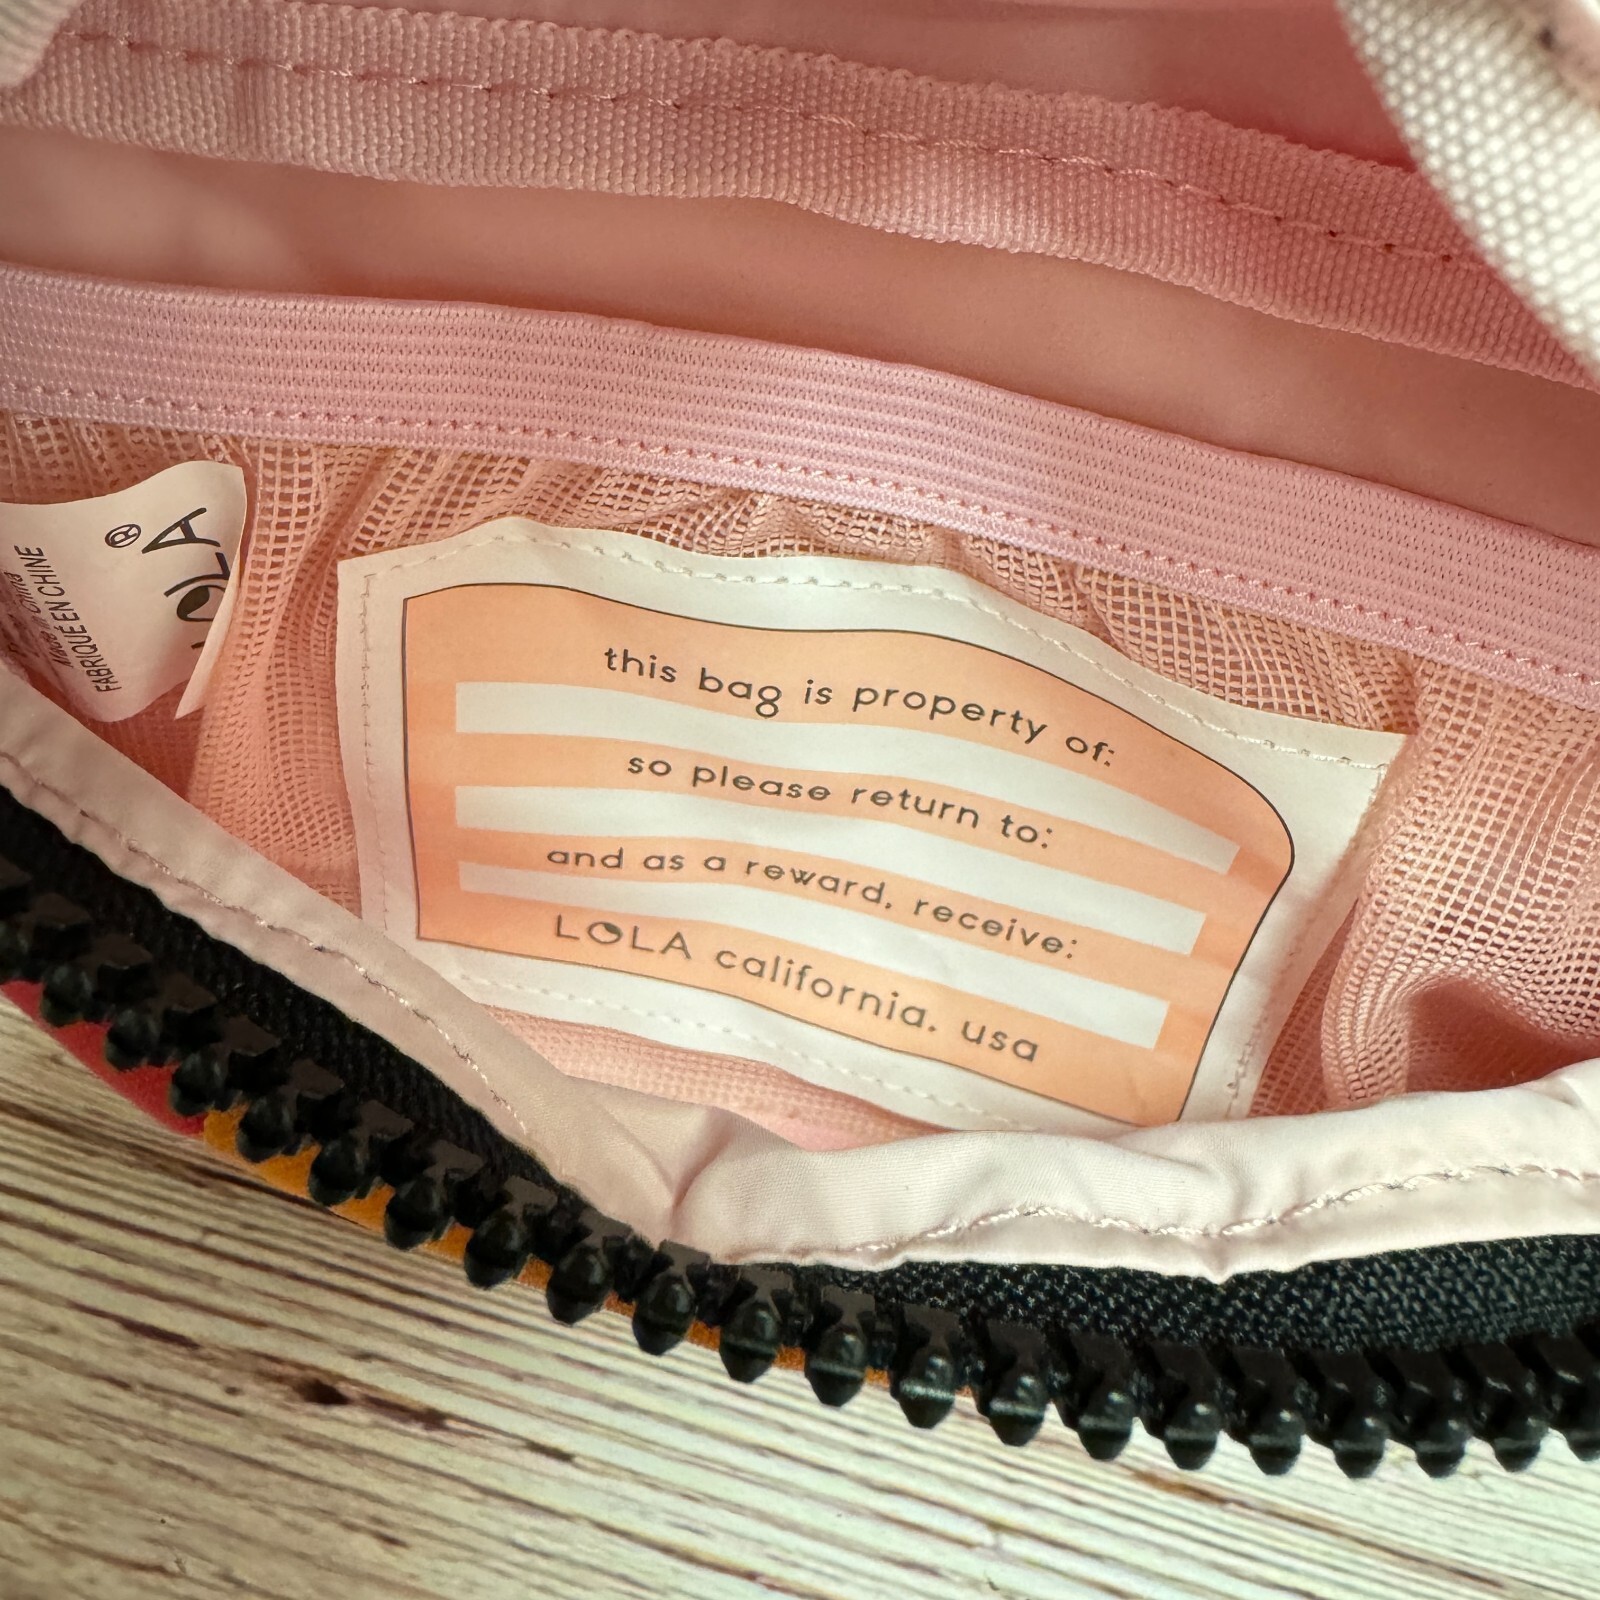 LOLA
®
Made in China
FABRIQUÉ EN CHINE
this bag is property of:
so please return to:
and as a reward, receive:
LOLA california. usa